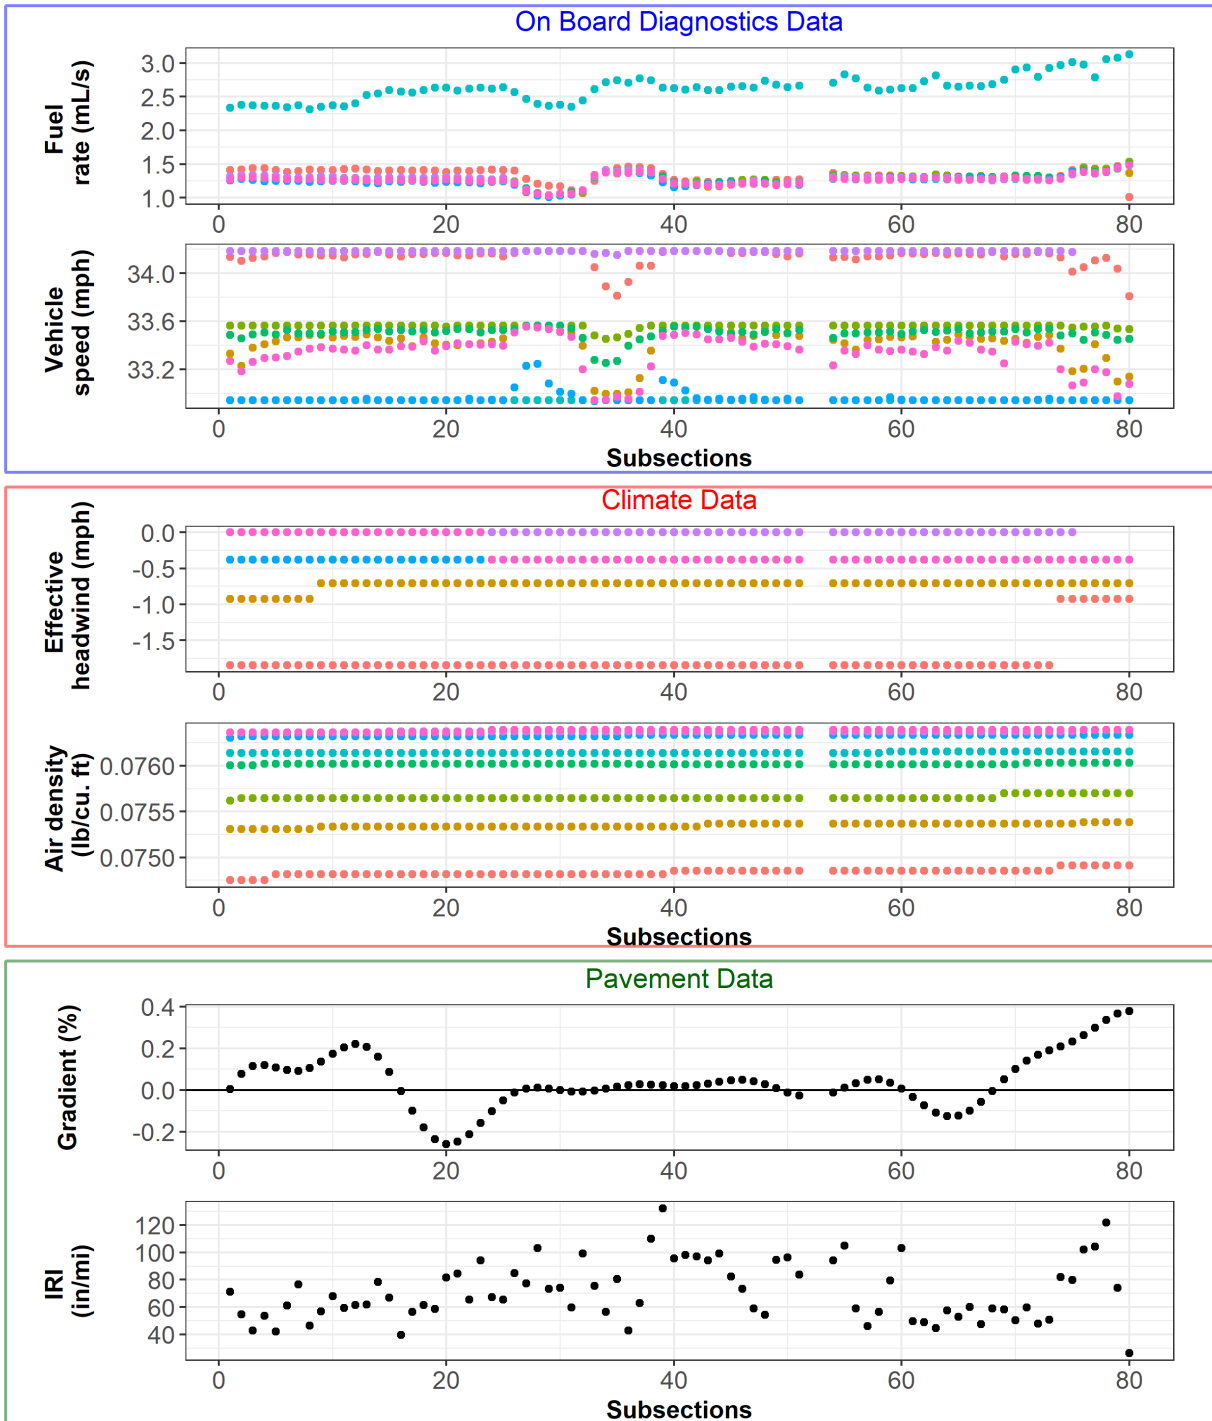 On Board Diagnostics Data
Fuel
rate (mL/s)
3.0
2.5
2.0
1.5
1.0
0 20 40 60 80
Vehicle
speed (mph)
34.0
33.6
33.2
0 20 40 60 80
Subsections
Climate Data
Effective
headwind (mph)
0.0
-0.5
-1.0
-1.5
0 20 40 60 80
Air density
(lb/cu. ft)
0.0760
0.0755
0.0750
0 20 40 60 80
Subsections
Pavement Data
Gradient (%)
0.4
0.2
0.0
-0.2
0 20 40 60 80
IRI
(in/mi)
120
100
80
60
40
0 20 40 60 80
Subsections